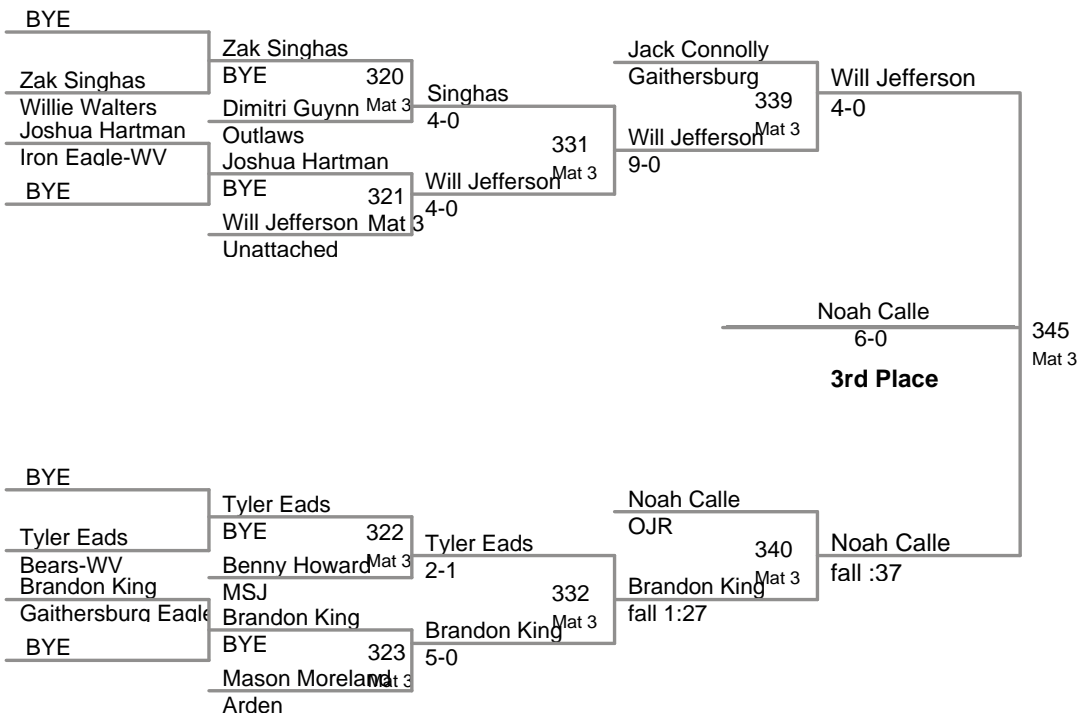 BYE
Zak Singhas
Willie Walters
Joshua Hartman
Iron Eagle-WV
BYE
Zak Singhas
BYE
320
Mat 3
Dimitri Guynn
Outlaws
Joshua Hartman
BYE
321
Mat 3
Will Jefferson
Unattached
Singhas
4-0
331
Mat 3
Will Jefferson
4-0
Jack Connolly
Gaithersburg
339
Mat 3
Will Jefferson
9-0
Will Jefferson
4-0
Noah Calle
6-0
3rd Place
345
Mat 3
BYE
Tyler Eads
Bears-WV
Brandon King
Gaithersburg Eagle
BYE
Tyler Eads
BYE
322
Mat 3
Benny Howard
MSJ
Brandon King
BYE
323
Mat 3
Mason Moreland
Arden
Tyler Eads
2-1
332
Mat 3
Brandon King
5-0
Noah Calle
OJR
340
Mat 3
Brandon King
fall 1:27
Noah Calle
fall :37